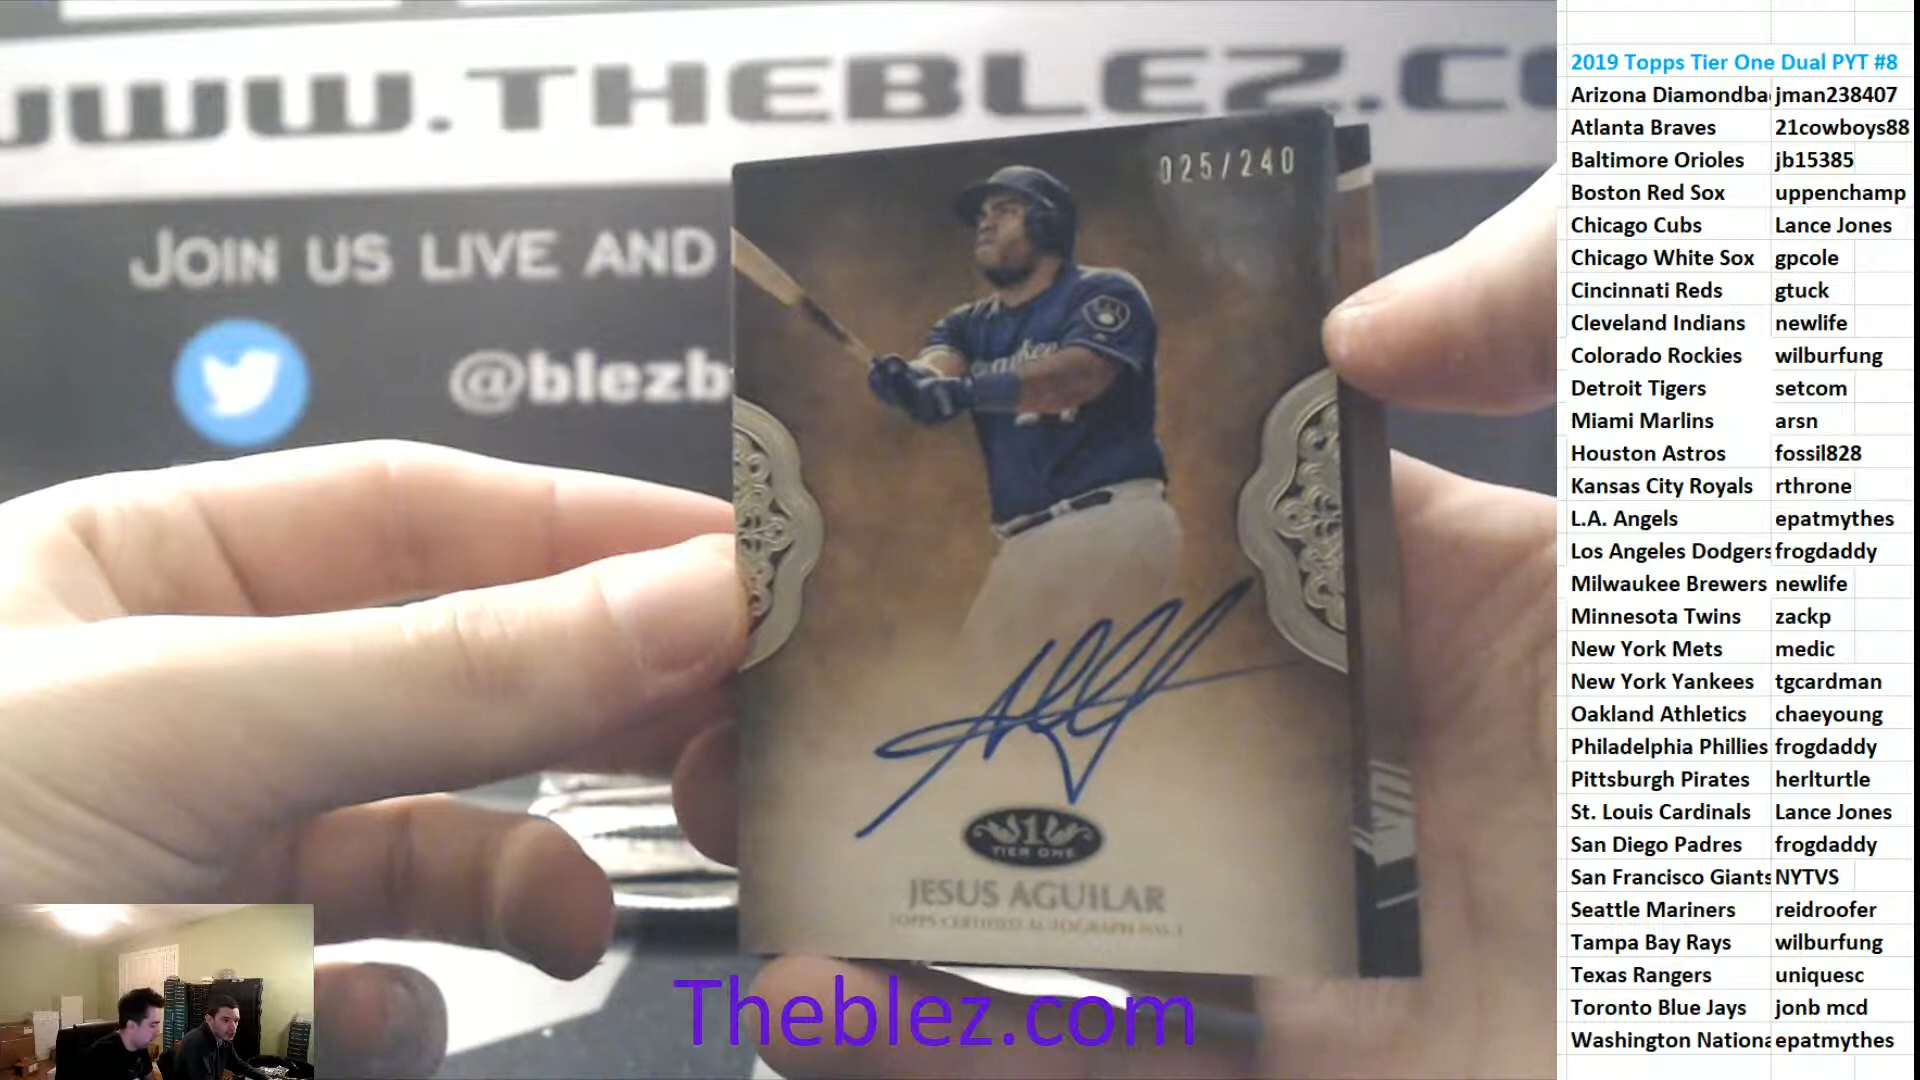 WWW.THEBLEZ.CO
JOIN US LIVE AND
@blezb
025/240
1
TIER ONE
JESUS AGUILAR
TOPPS CERTIFIED AUTOGRAPH ISSUE
Theblez.com
2019 Topps Tier One Dual PYT #8
Arizona Diamondba jman238407
Atlanta Braves 21cowboys88
Baltimore Orioles jb15385
Boston Red Sox uppenchamp
Chicago Cubs Lance Jones
Chicago White Sox gpcole
Cincinnati Reds gtuck
Cleveland Indians newlife
Colorado Rockies wilburfung
Detroit Tigers setcom
Miami Marlins arsn
Houston Astros fossil828
Kansas City Royals rthrone
L.A. Angels epatmythes
Los Angeles Dodgers frogdaddy
Milwaukee Brewers newlife
Minnesota Twins zackp
New York Mets medic
New York Yankees tgcardman
Oakland Athletics chaeyoung
Philadelphia Phillies frogdaddy
Pittsburgh Pirates herlturtle
St. Louis Cardinals Lance Jones
San Diego Padres frogdaddy
San Francisco Giants NYTVS
Seattle Mariners reidroofer
Tampa Bay Rays wilburfung
Texas Rangers uniquesc
Toronto Blue Jays jonb mcd
Washington Nationa epatmythes